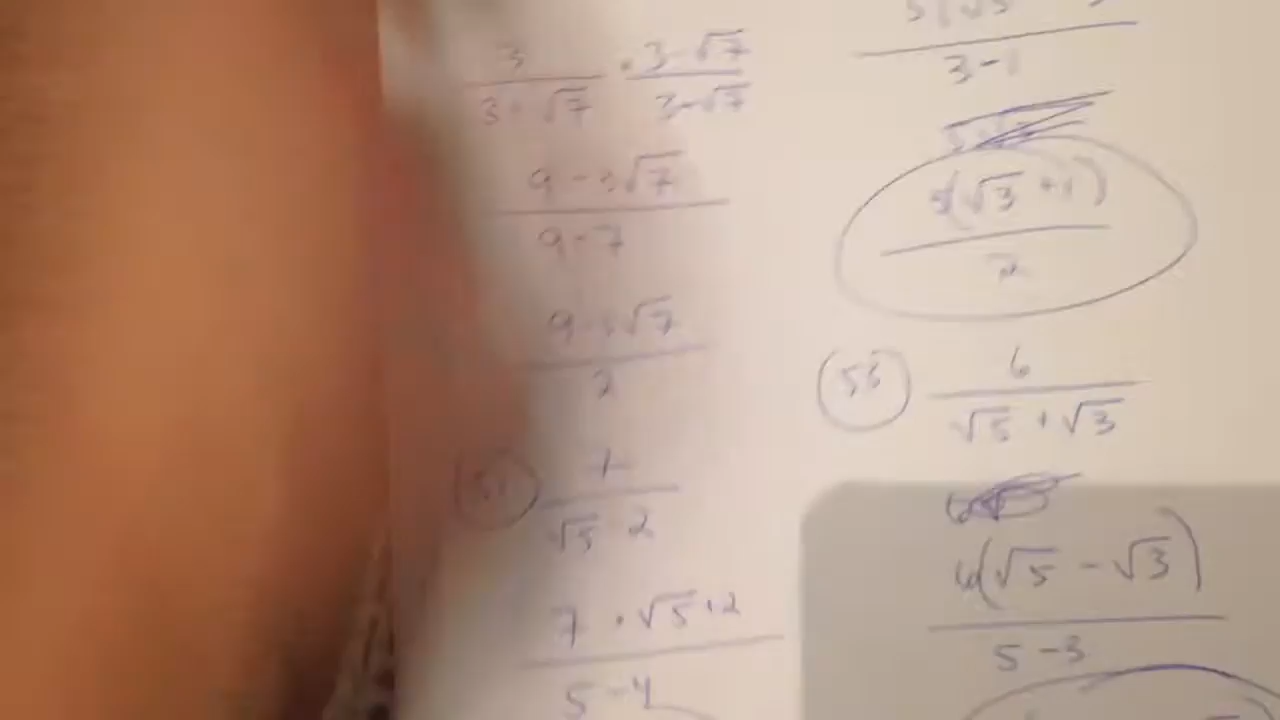 3 / 3+√7 · 3-√7 / 3-√7
9-3√7 / 9-7
9-3√7 / 2
51 7 / √5-2
7 · √5+2 / 5-4
3-1
5(√3+1) / 2
53 6 / √5+√3
6(√5-√3) / 5-3